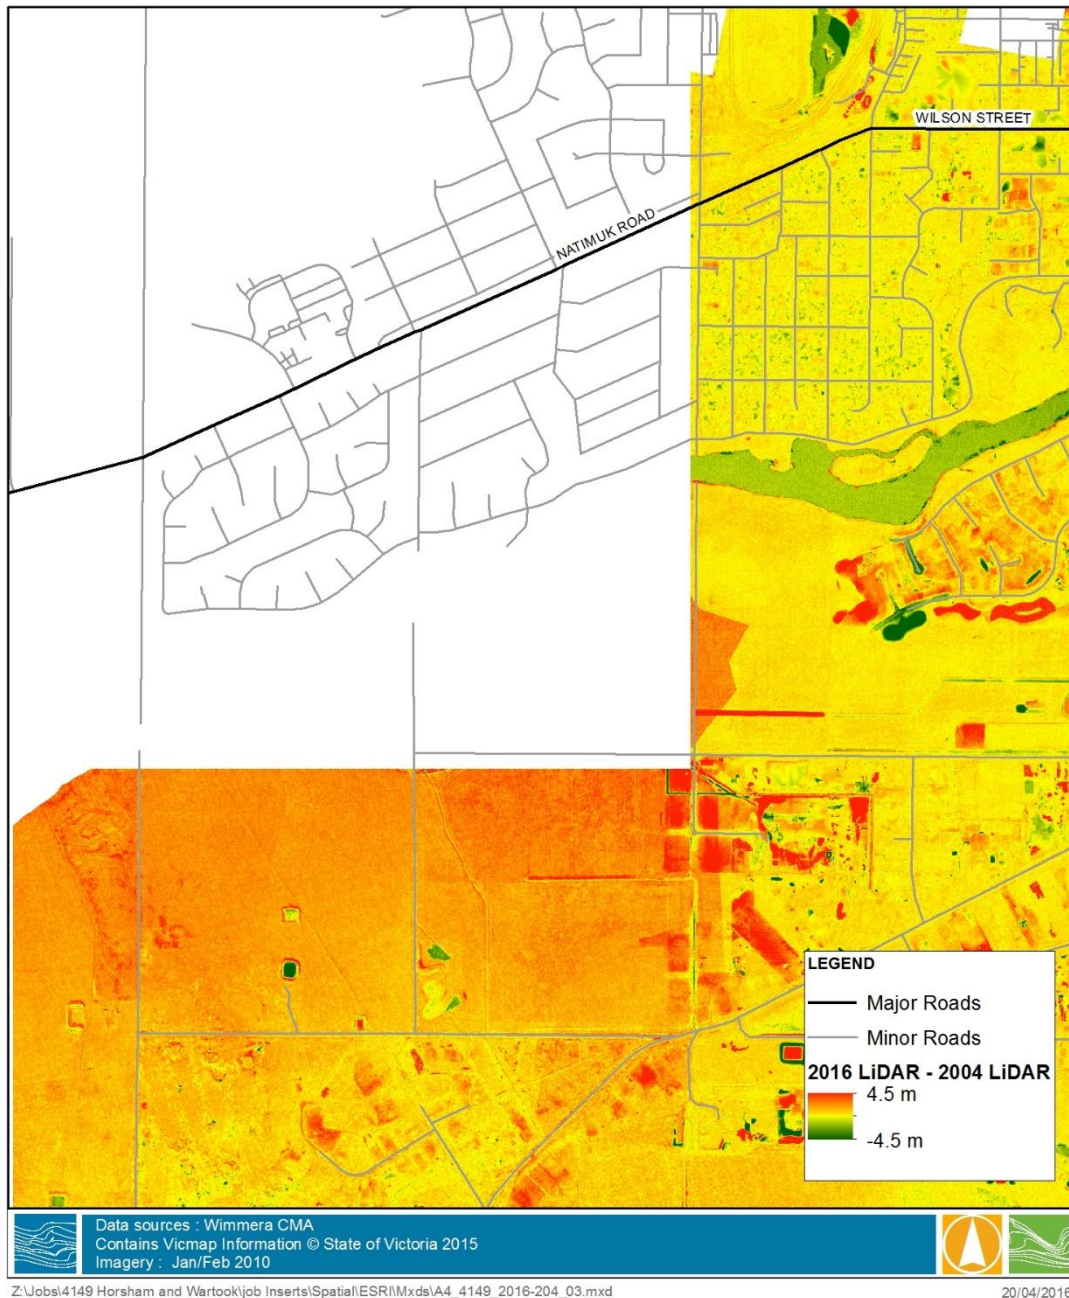 WILSON STREET
NATIMUK ROAD
LEGEND
Major Roads
Minor Roads
2016 LiDAR - 2004 LiDAR
4.5 m
-4.5 m
Data sources : Wimmera CMA
Contains Vicmap Information © State of Victoria 2015
Imagery : Jan/Feb 2010
Z:\Jobs\4149 Horsham and Wartook\job Inserts\Spatial\ESRI\Mxds\A4_4149_2016-204_03.mxd
20/04/2016